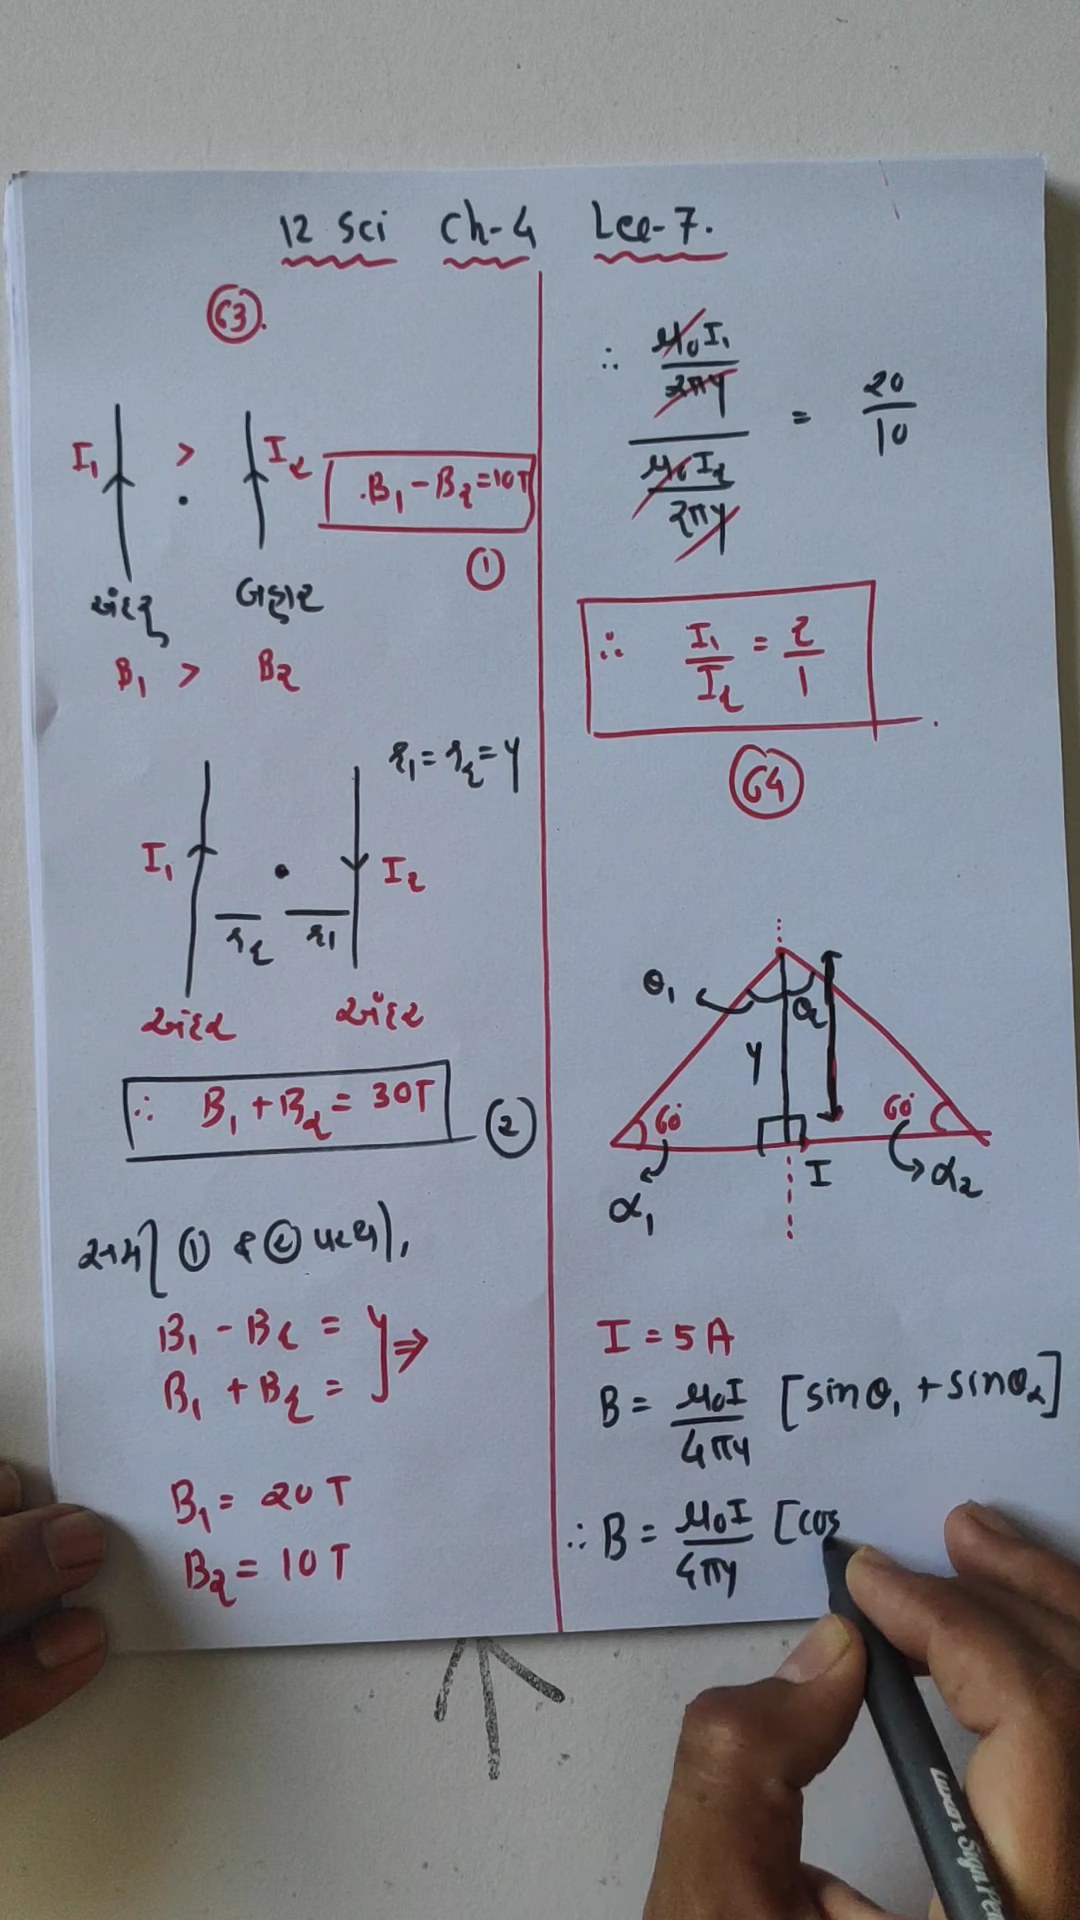 12 Sci Ch-4 Lec-7.
63.
I₁ > I₂
B₁ - B₂ = 10T
①
અંદર બહાર
B₁ > B₂
r₁ = r₂ = y
I₁ I₂
r₂ r₁
અંદર અંદર
∴ B₁ + B₂ = 30T
②
સમી ① & ② પરથી,
B₁ - B₂ =
B₁ + B₂ = } ⇒
B₁ = 20 T
B₂ = 10 T
∴ μ₀I₁/2πy / μ₀I₂/2πy = 20/10
∴ I₁/I₂ = 2/1
64
θ₁ θ₂
y
60° 60°
α₁ I α₂
I = 5 A
B = μ₀I/4πy [sinθ₁ + sinθ₂]
∴ B = μ₀I/4πy [cos
Luxor Sign Pen